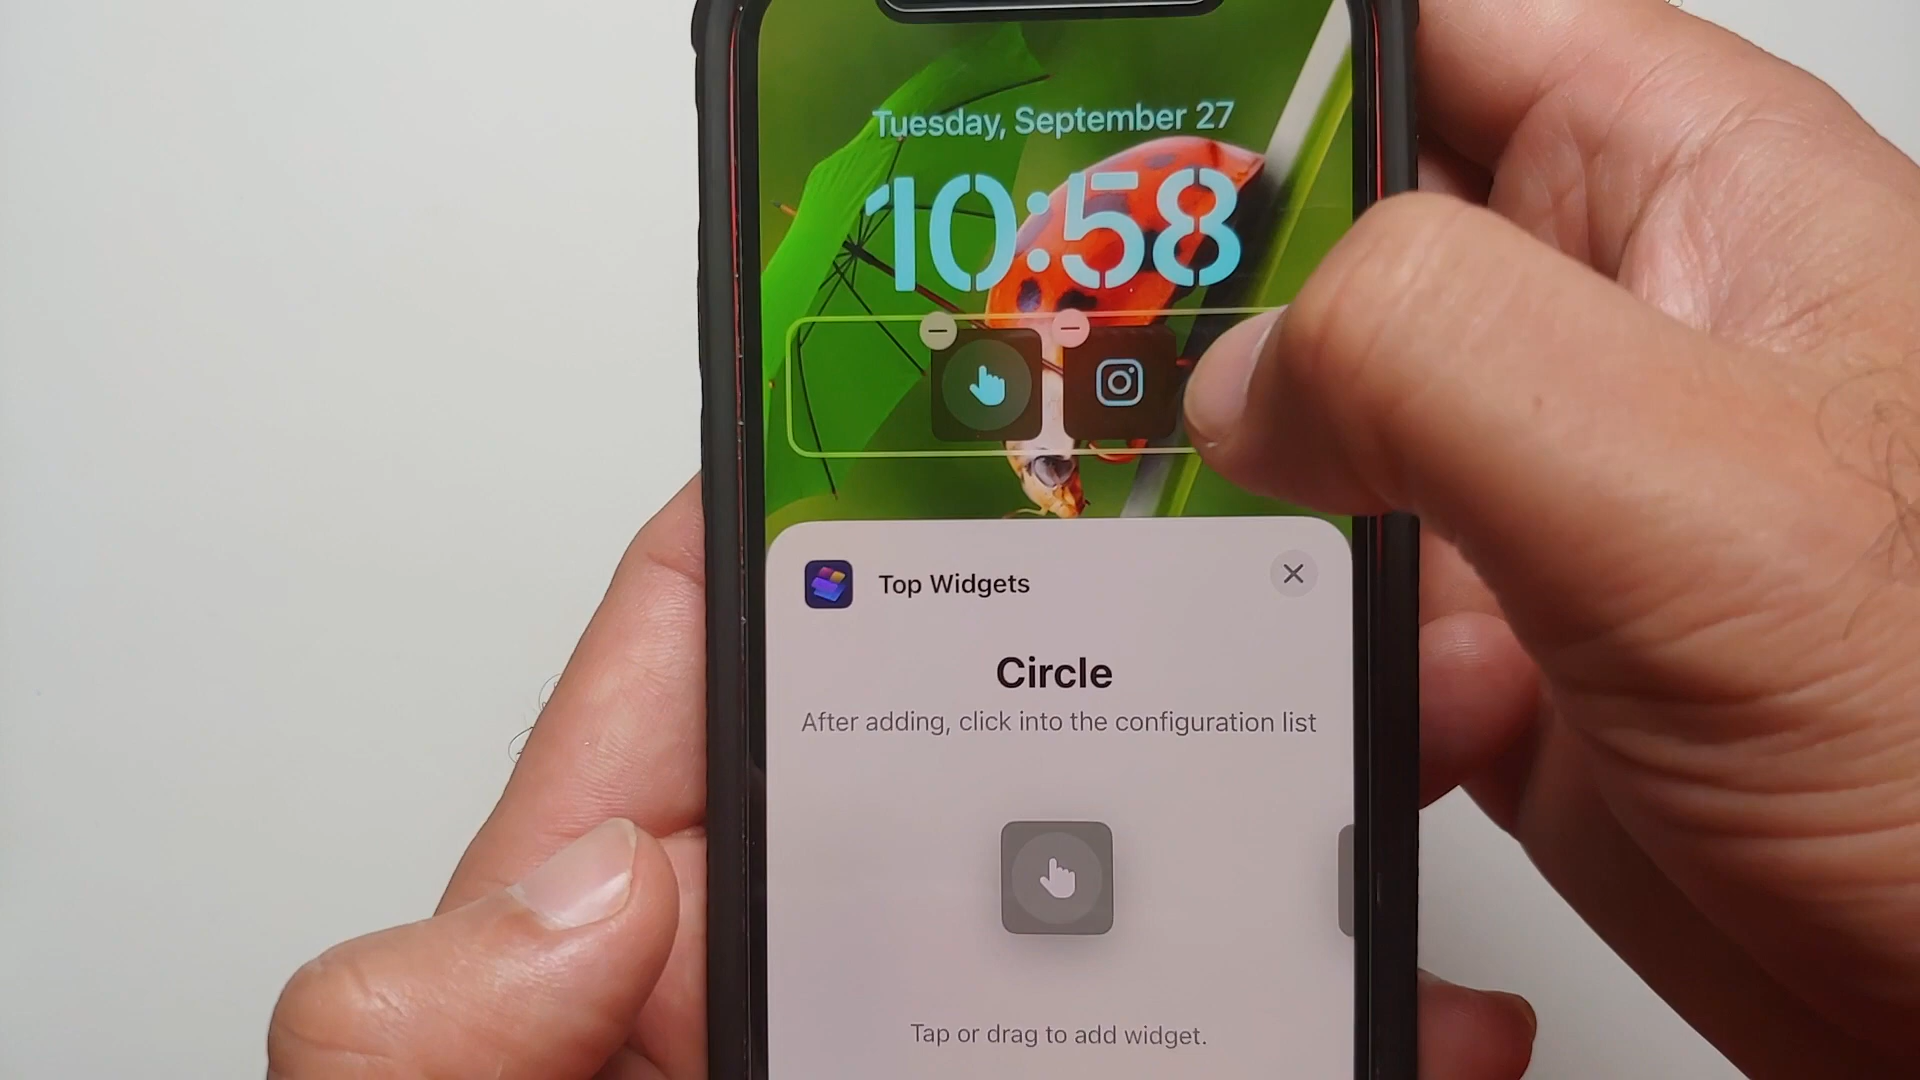 Tuesday, September 27
10:58
Top Widgets
Circle
After adding, click into the configuration list
Tap or drag to add widget.